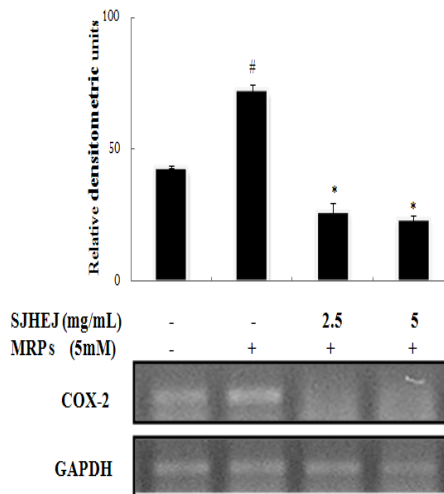 Relative densitometric units
100
50
0
#
*
*
SJHEJ (mg/mL) - - 2.5 5
MRPs (5mM) - + + +
COX-2
GAPDH